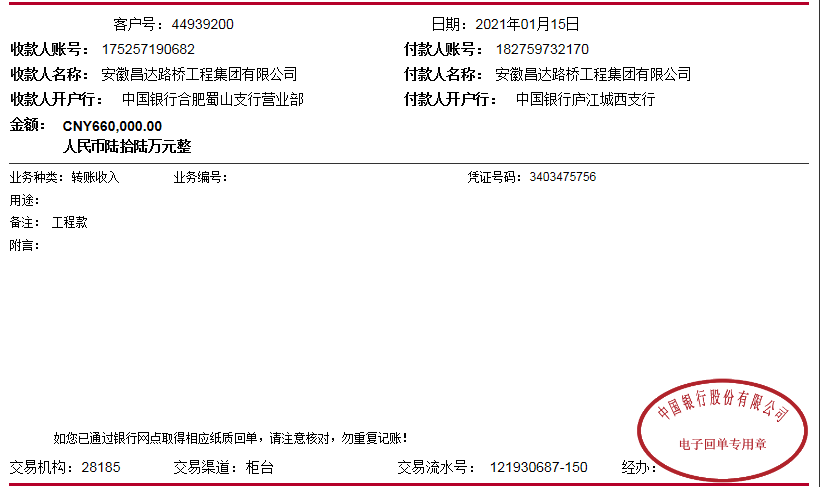 客户号：44939200 日期：2021年01月15日
收款人账号：175257190682 付款人账号：182759732170
收款人名称：安徽昌达路桥工程集团有限公司 付款人名称：安徽昌达路桥工程集团有限公司
收款人开户行：中国银行合肥蜀山支行营业部 付款人开户行：中国银行庐江城西支行
金额：CNY660,000.00
人民币陆拾陆万元整
业务种类：转账收入 业务编号： 凭证号码：3403475756
用途：
备注：工程款
附言：
中国银行股份有限公司
电子回单专用章
如您已通过银行网点取得相应纸质回单，请注意核对，勿重复记账！
交易机构：28185 交易渠道：柜台 交易流水号：121930687-150 经办：